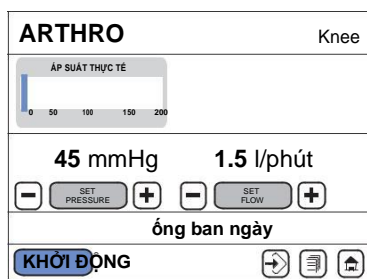 ARTHRO Knee
ÁP SUẤT THỰC TẾ
0 50 100 150 200
45 mmHg 1.5 l/phút
SET PRESSURE SET FLOW
ống ban ngày
KHỞI ĐỘNG